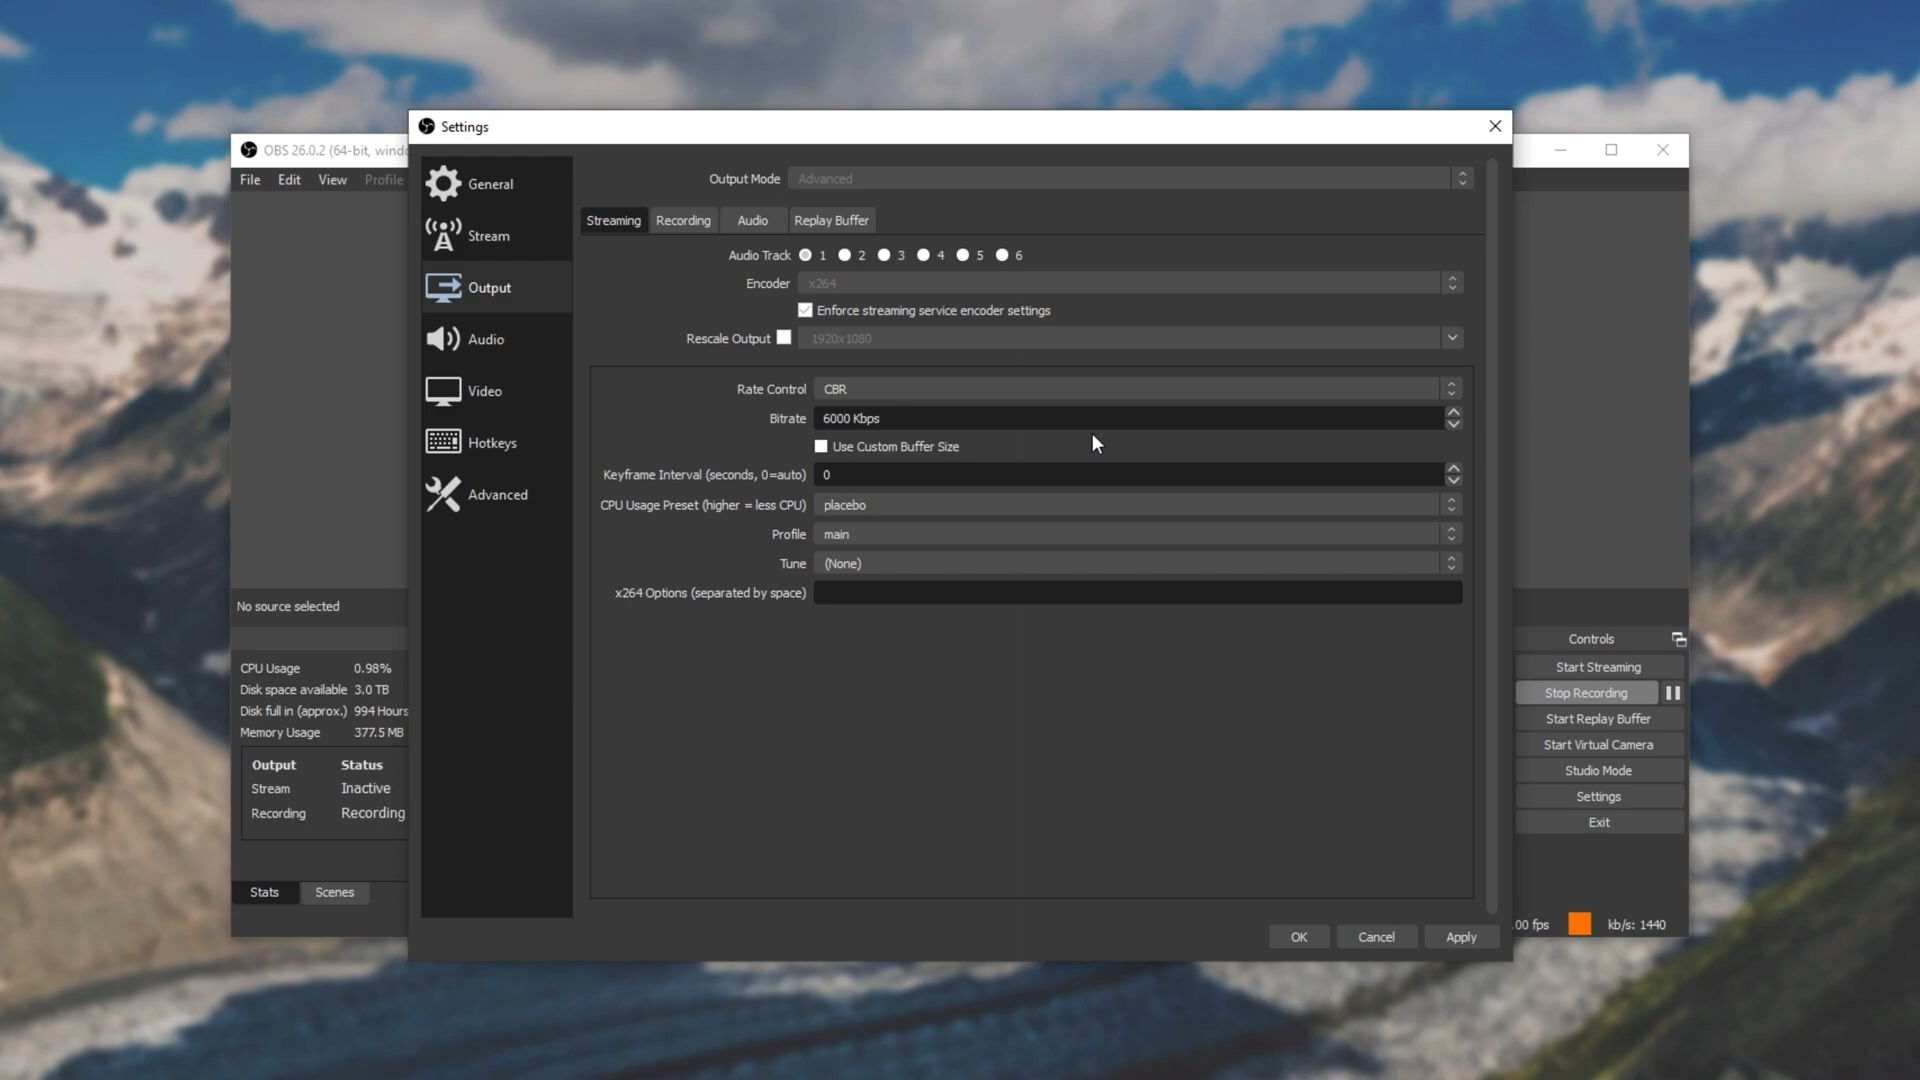 Settings
OBS 26.0.2 (64-bit, windo
File Edit View Profile
General
Stream
Output
Audio
Video
Hotkeys
Advanced
Output Mode Advanced
Streaming Recording Audio Replay Buffer
Audio Track 1 2 3 4 5 6
Encoder x264
Enforce streaming service encoder settings
Rescale Output 1920x1080
Rate Control CBR
Bitrate 6000 Kbps
Use Custom Buffer Size
Keyframe Interval (seconds, 0=auto) 0
CPU Usage Preset (higher = less CPU) placebo
Profile main
Tune (None)
x264 Options (separated by space)
OK Cancel Apply
No source selected
CPU Usage 0.98%
Disk space available 3.0 TB
Disk full in (approx.) 994 Hours
Memory Usage 377.5 MB
Output Status
Stream Inactive
Recording Recording
Stats Scenes
Controls
Start Streaming
Stop Recording
Start Replay Buffer
Start Virtual Camera
Studio Mode
Settings
Exit
.00 fps kb/s: 1440